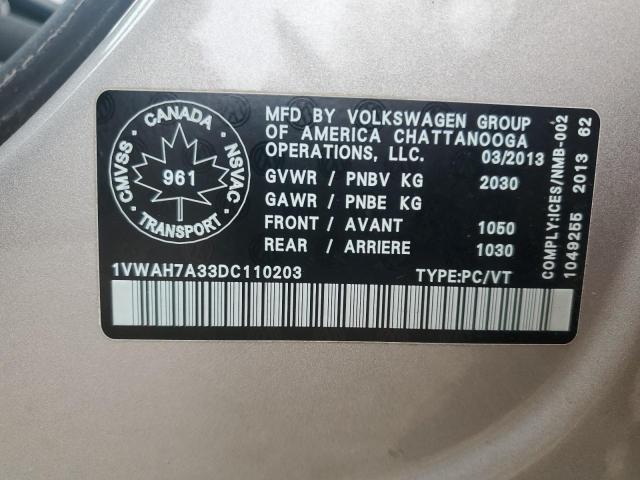 CANADA
CMVSS
NSVAC
961
TRANSPORT
MFD BY VOLKSWAGEN GROUP
OF AMERICA CHATTANOOGA
OPERATIONS, LLC. 03/2013
GVWR / PNBV KG 2030
GAWR / PNBE KG
FRONT / AVANT 1050
REAR / ARRIERE 1030
1VWAH7A33DC110203 TYPE:PC/VT
COMPLY:ICES/NMB-002
1049255 2013 62